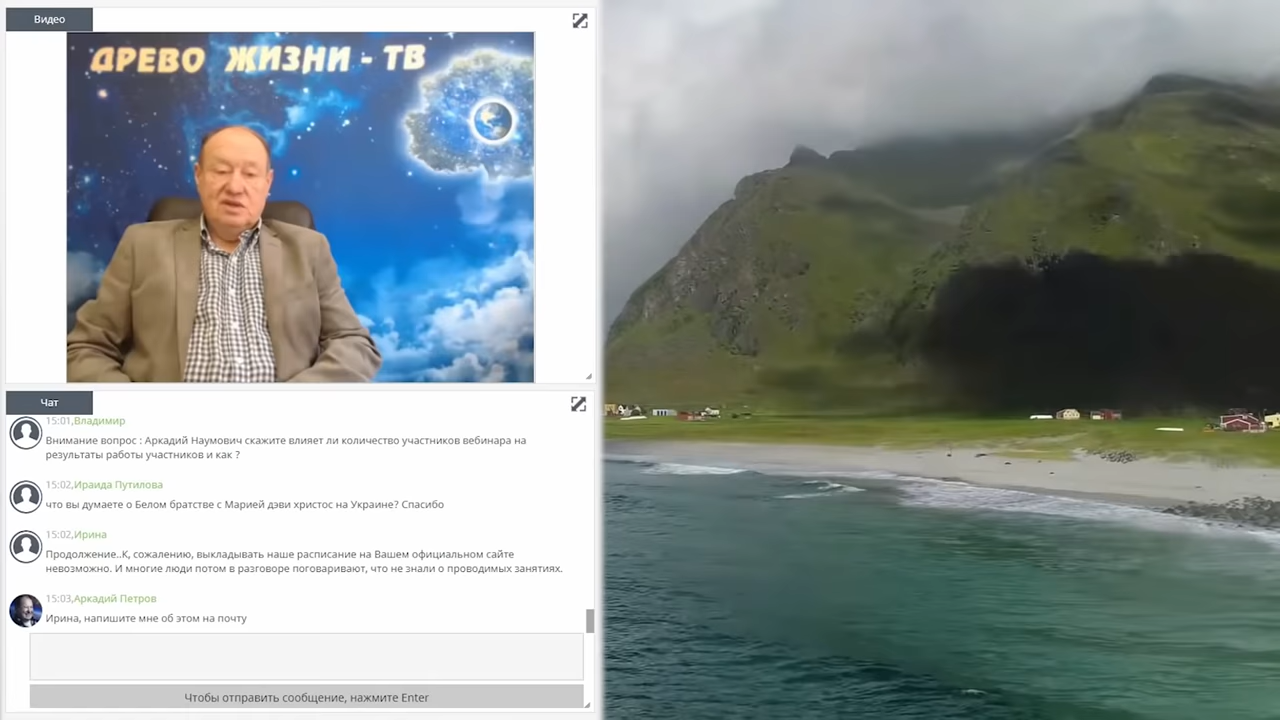 Видео
ДРЕВО ЖИЗНИ - ТВ
Чат
15:01,Владимир
Внимание вопрос : Аркадий Наумович скажите влияет ли количество участников вебинара на
результаты работы участников и как ?
15:02,Ираида Путилова
что вы думаете о Белом братстве с Марией дэви христос на Украине? Спасибо
15:02,Ирина
Продолжение..К, сожалению, выкладывать наше расписание на Вашем официальном сайте
невозможно. И многие люди потом в разговоре поговаривают, что не знали о проводимых занятиях.
15:03,Аркадий Петров
Ирина, напишите мне об этом на почту
Чтобы отправить сообщение, нажмите Enter